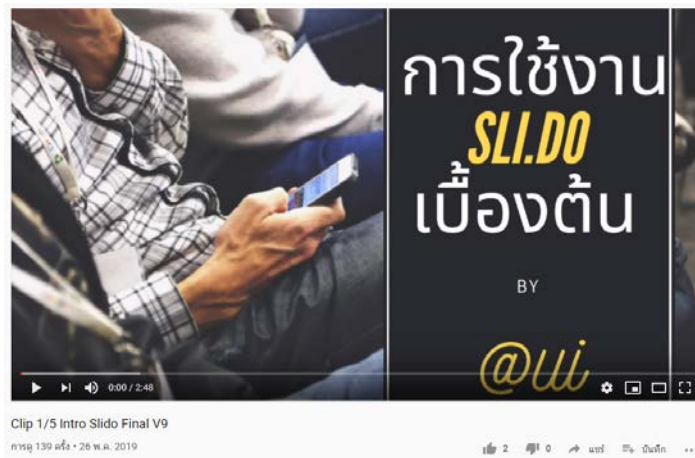 การใช้งาน
SLI.DO
เบื้องต้น
BY
@ui
0:00 / 2:48
Clip 1/5 Intro Slido Final V9
การดู 139 ครั้ง • 26 พ.ค. 2019
2 0 แชร์ บันทึก